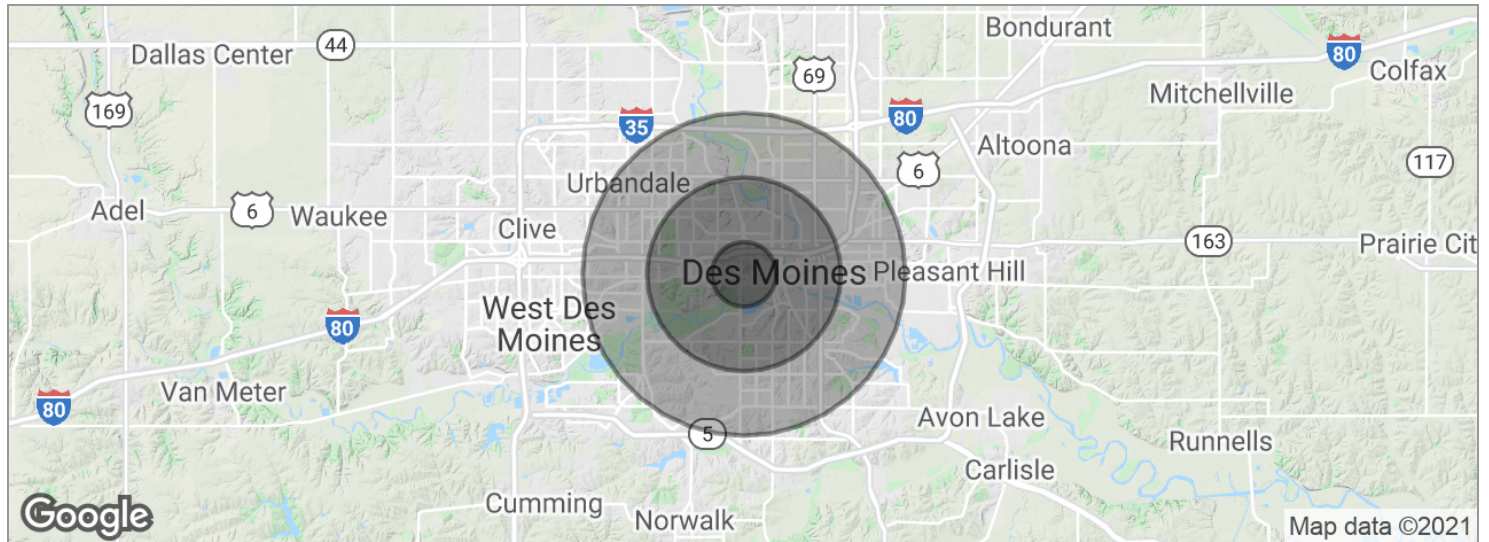 Bondurant
Dallas Center
44
80
Colfax
69
Mitchellville
169
80
35
Altoona
117
6
Urbandale
Adel
6
Waukee
Clive
163
Prairie Cit
Des Moines
Pleasant Hill
West Des
Moines
80
Van Meter
80
Avon Lake
5
Runnells
Carlisle
Cumming
Norwalk
Google
Map data ©2021